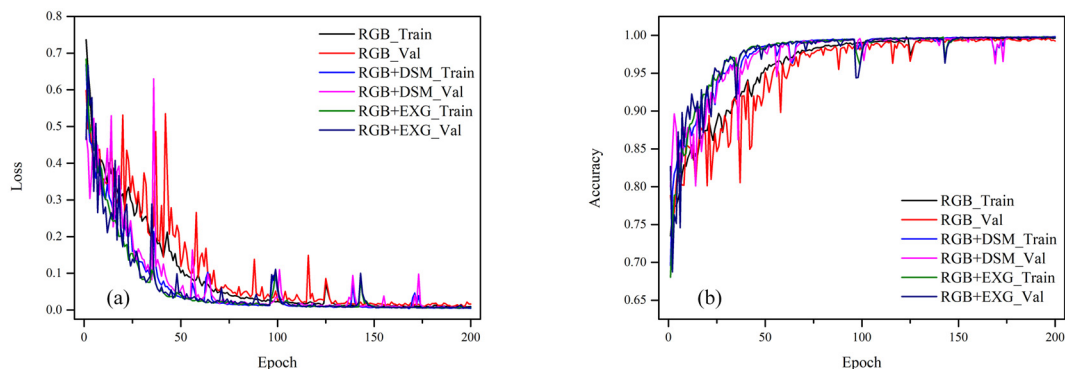 0.8
0.7
0.6
0.5
0.4
0.3
0.2
0.1
0.0
Loss
RGB_Train
RGB_Val
RGB+DSM_Train
RGB+DSM_Val
RGB+EXG_Train
RGB+EXG_Val
(a)
0
50
100
150
200
Epoch
1.00
0.95
0.90
0.85
0.80
0.75
0.70
0.65
Accuracy
RGB_Train
RGB_Val
RGB+DSM_Train
RGB+DSM_Val
RGB+EXG_Train
RGB+EXG_Val
(b)
0
50
100
150
200
Epoch